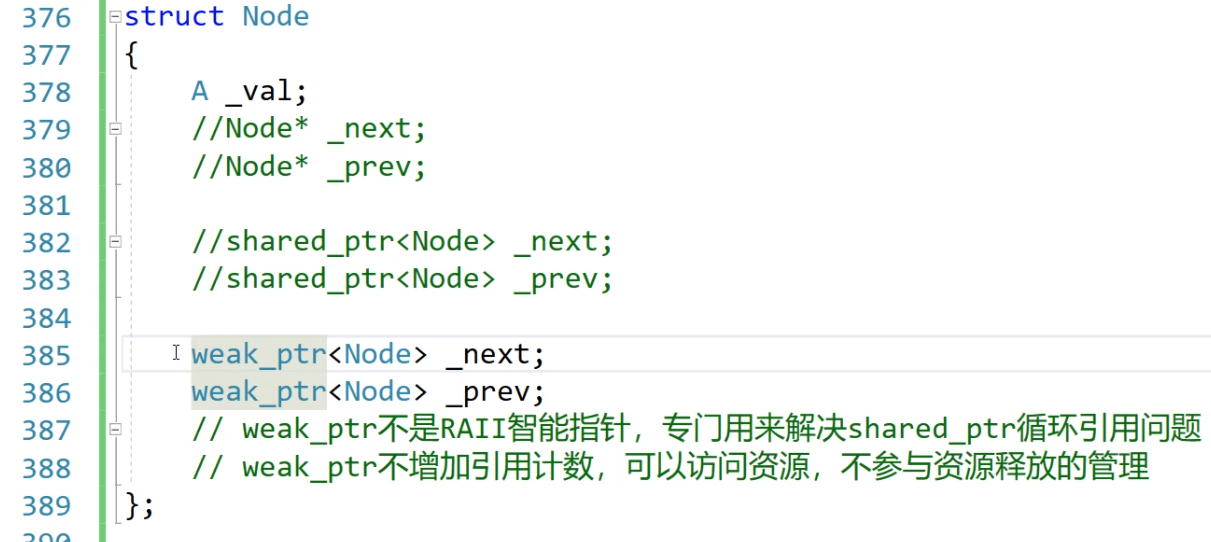 376 struct Node
377 {
378     A _val;
379     //Node* _next;
380     //Node* _prev;
381
382     //shared_ptr<Node> _next;
383     //shared_ptr<Node> _prev;
384
385     weak_ptr<Node> _next;
386     weak_ptr<Node> _prev;
387     // weak_ptr不是RAII智能指针，专门用来解决shared_ptr循环引用问题
388     // weak_ptr不增加引用计数，可以访问资源，不参与资源释放的管理
389 };
390